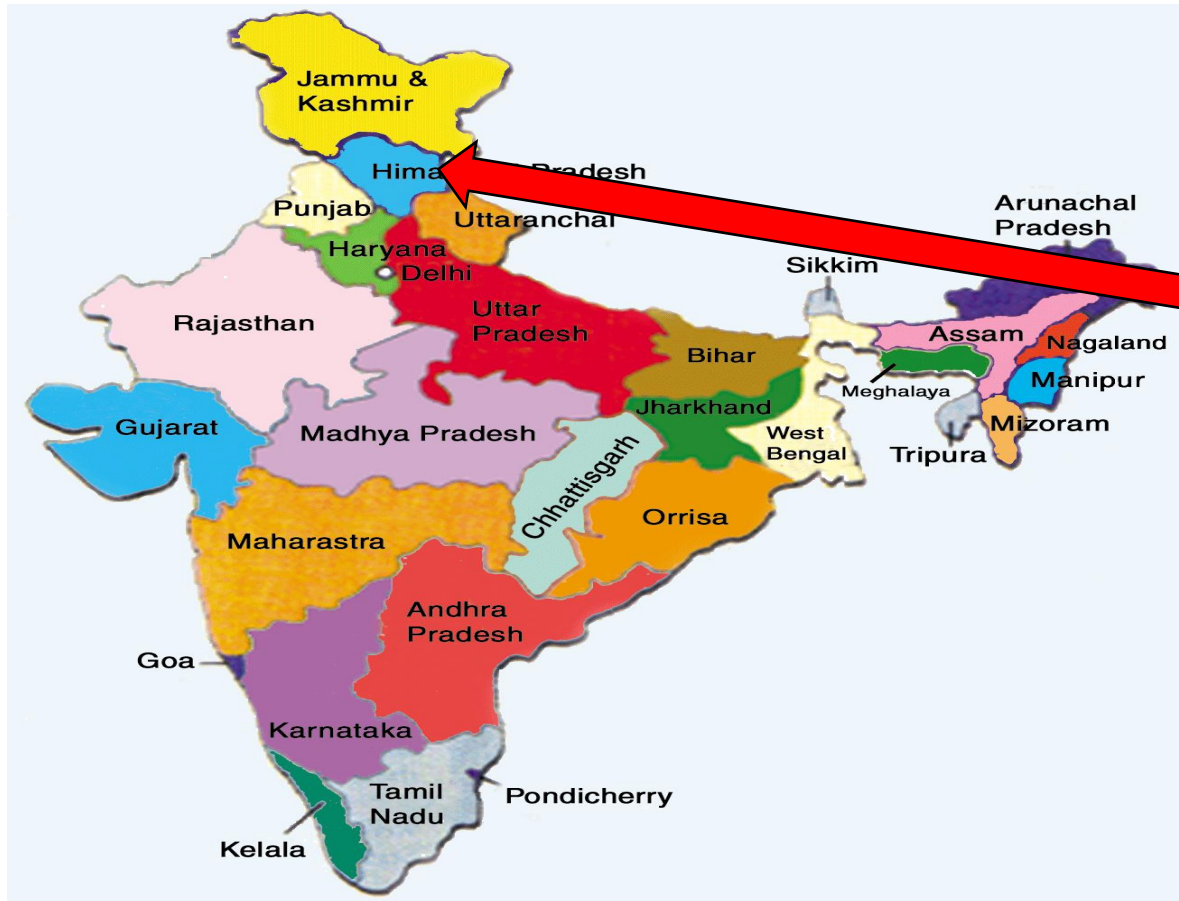 Jammu &
Kashmir
Hima Pradesh
Punjab
Uttaranchal
Haryana
Delhi
Arunachal
Pradesh
Sikkim
Rajasthan
Uttar
Pradesh
Bihar
Assam
Nagaland
Meghalaya
Manipur
Gujarat
Madhya Pradesh
Jharkhand
West
Bengal
Mizoram
Tripura
Chhattisgarh
Orrisa
Maharastra
Andhra
Pradesh
Goa
Karnataka
Tamil
Nadu
Pondicherry
Kelala